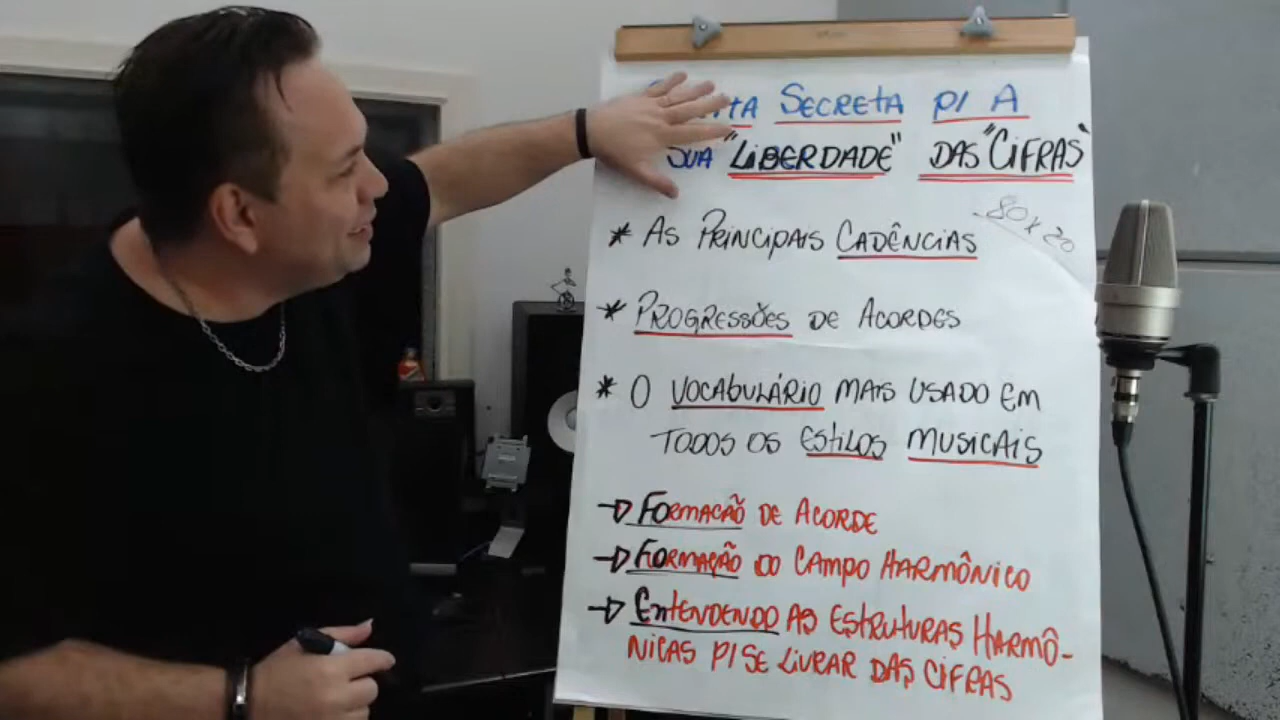 SECRETA P/ A
SUA "LIBERDADE" DAS "CIFRAS"
80 x 20
* AS PRINCIPAIS CADÊNCIAS
* PROGRESSÕES DE ACORDES
* O VOCABULÁRIO MAIS USADO EM
TODOS OS ESTILOS MUSICAIS
→ FORMAÇÃO DE ACORDE
→ FORMAÇÃO DO CAMPO HARMÔNICO
→ ENTENDENDO AS ESTRUTURAS HARMÔ-
NICAS P/ SE LIVRAR DAS CIFRAS